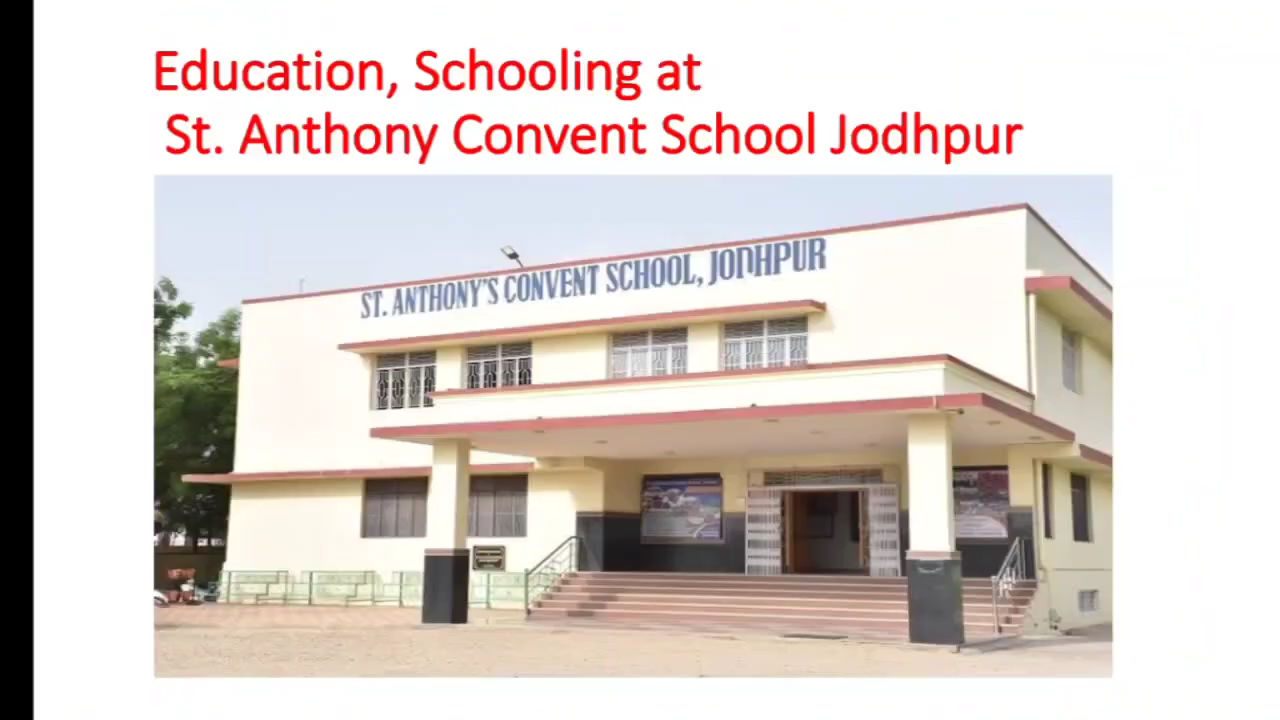 Education, Schooling at
St. Anthony Convent School Jodhpur
ST. ANTHONY'S CONVENT SCHOOL, JODHPUR